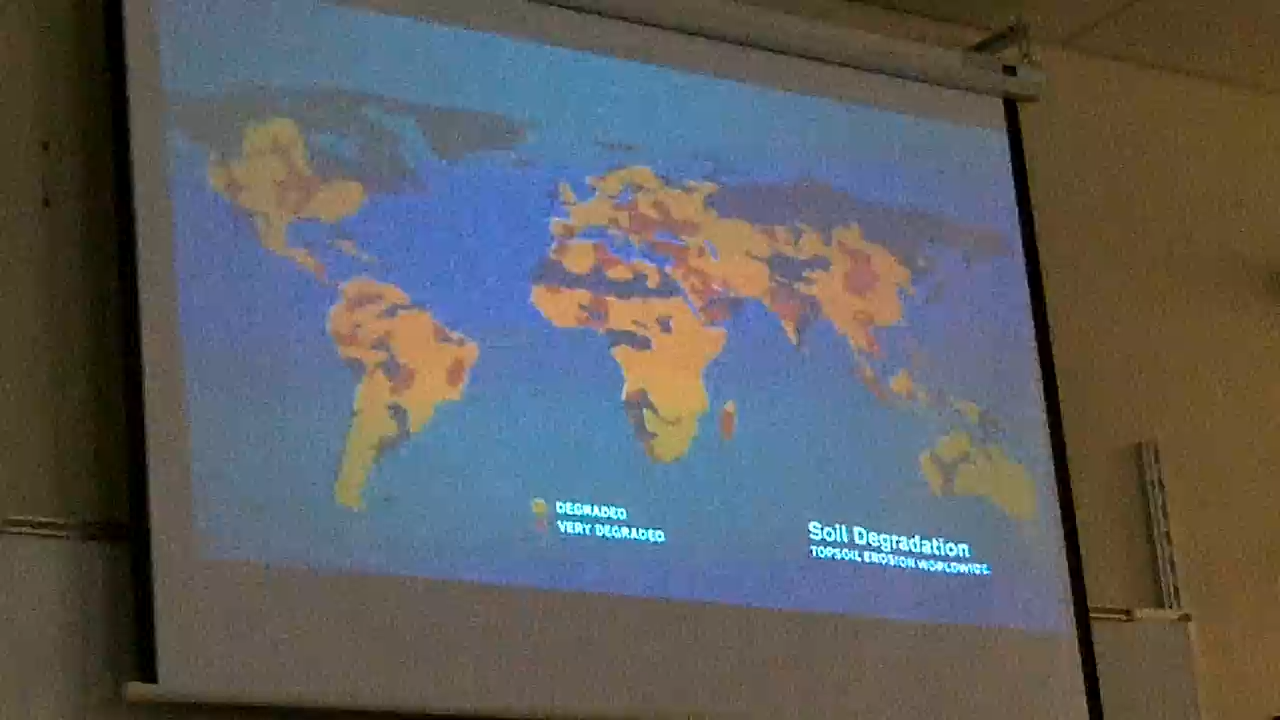 DEGRADED
VERY DEGRADED
Soil Degradation
TOPSOIL EROSION WORLDWIDE